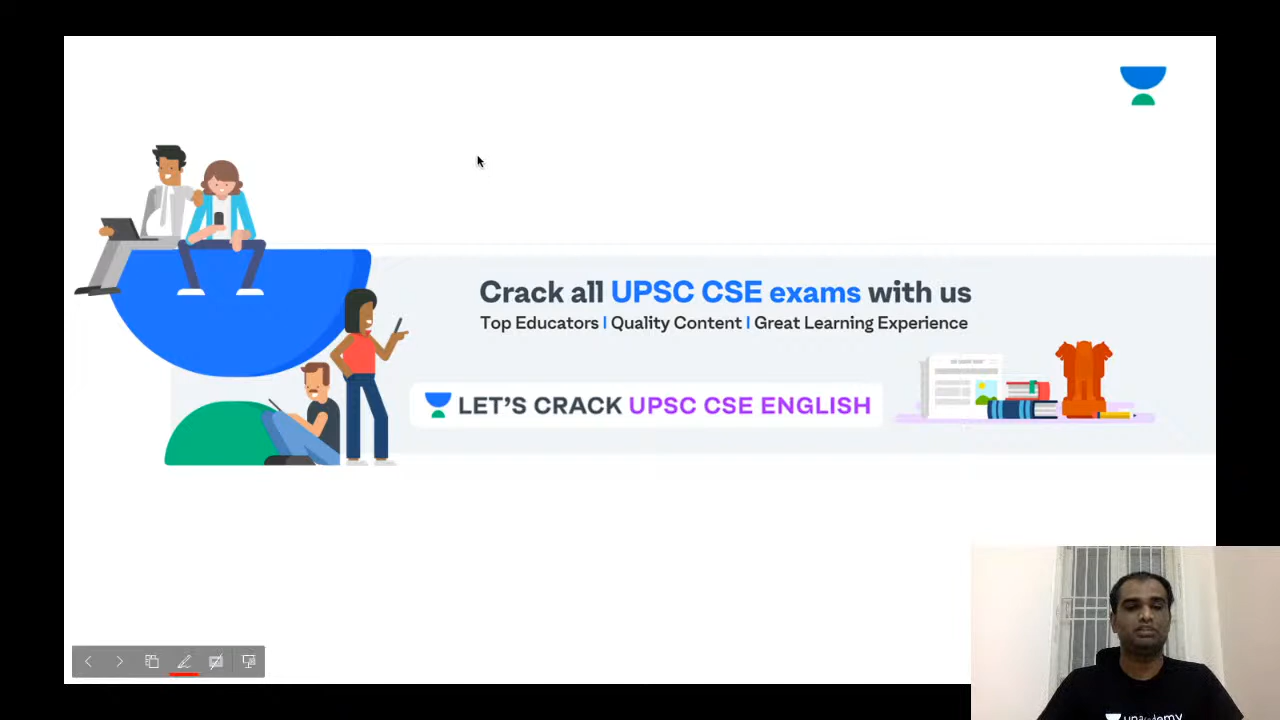 Crack all UPSC CSE exams with us
Top Educators | Quality Content | Great Learning Experience
LET'S CRACK UPSC CSE ENGLISH
unacademy